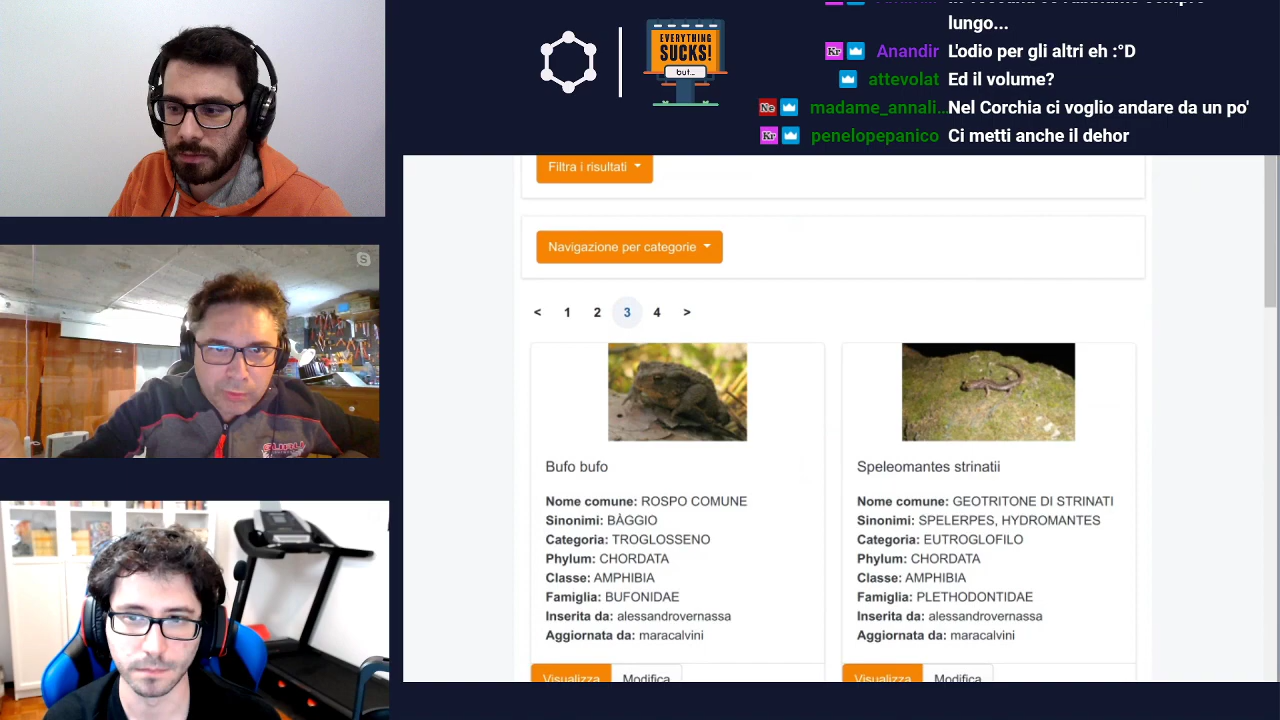 EVERYTHING
SUCKS!
but...
lungo...
Kr Anandir L'odio per gli altri eh :°D
attevolat Ed il volume?
Ne madame_annali... Nel Corchia ci voglio andare da un po'
Kr penelopepanico Ci metti anche il dehor
Filtra i risultati
Navigazione per categorie
< 1 2 3 4 >
Bufo bufo
Nome comune: ROSPO COMUNE
Sinonimi: BÀGGIO
Categoria: TROGLOSSENO
Phylum: CHORDATA
Classe: AMPHIBIA
Famiglia: BUFONIDAE
Inserita da: alessandrovernassa
Aggiornata da: maracalvini
Visualizza Modifica
Speleomantes strinatii
Nome comune: GEOTRITONE DI STRINATI
Sinonimi: SPELERPES, HYDROMANTES
Categoria: EUTROGLOFILO
Phylum: CHORDATA
Classe: AMPHIBIA
Famiglia: PLETHODONTIDAE
Inserita da: alessandrovernassa
Aggiornata da: maracalvini
Visualizza Modifica